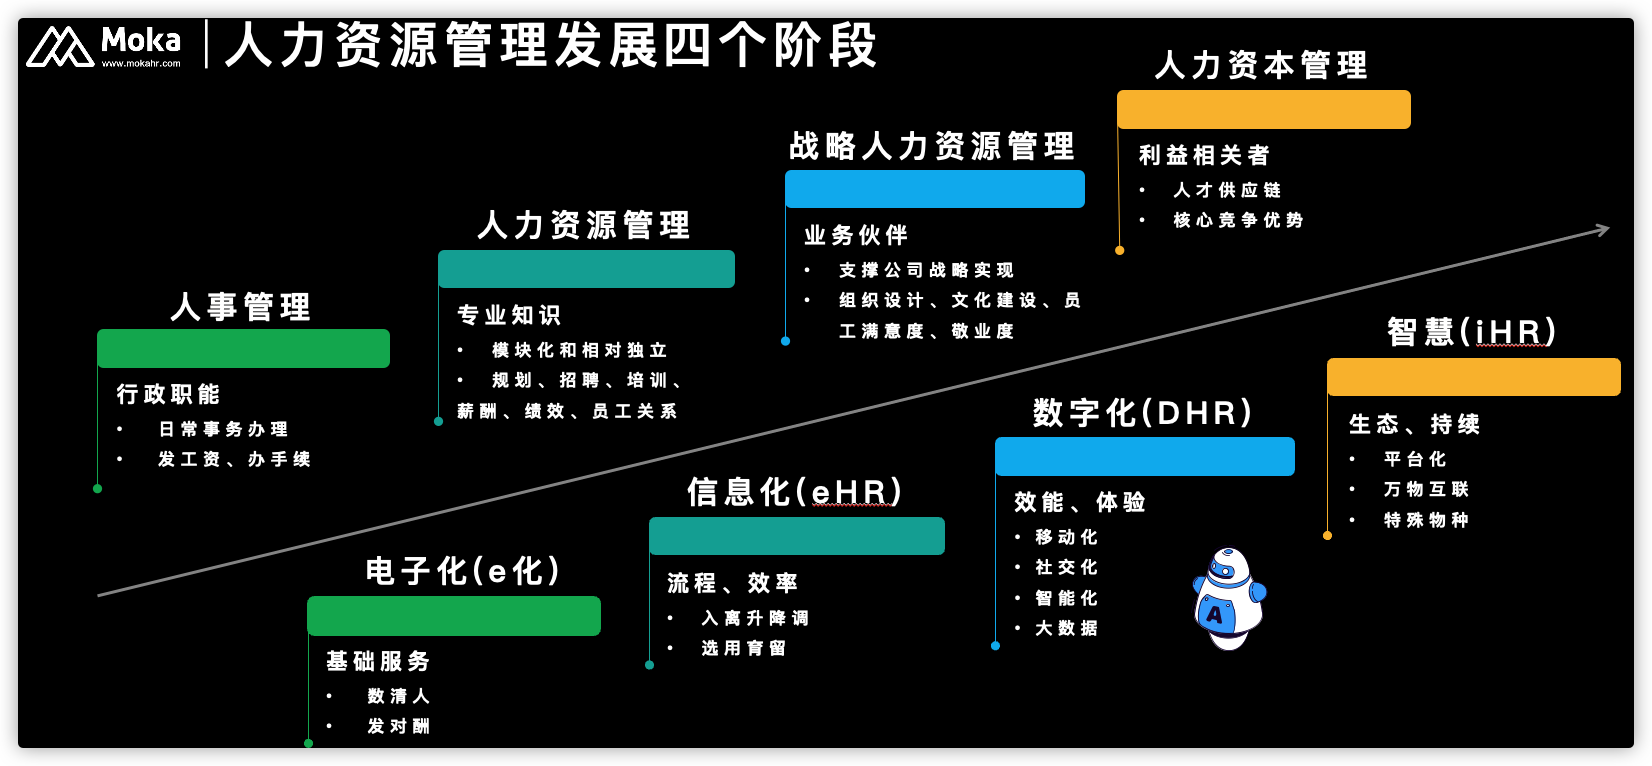 Moka
www.mokahr.com
人力资源管理发展四个阶段
人事管理
行政职能
• 日常事务办理
• 发工资、办手续
人力资源管理
专业知识
• 模块化和相对独立
• 规划、招聘、培训、
薪酬、绩效、员工关系
战略人力资源管理
业务伙伴
• 支撑公司战略实现
• 组织设计、文化建设、员
工满意度、敬业度
人力资本管理
利益相关者
• 人才供应链
• 核心竞争优势
电子化(e化)
基础服务
• 数清人
• 发对酬
信息化(eHR)
流程、效率
• 入离升降调
• 选用育留
数字化(DHR)
效能、体验
• 移动化
• 社交化
• 智能化
• 大数据
A
智慧(iHR)
生态、持续
• 平台化
• 万物互联
• 特殊物种